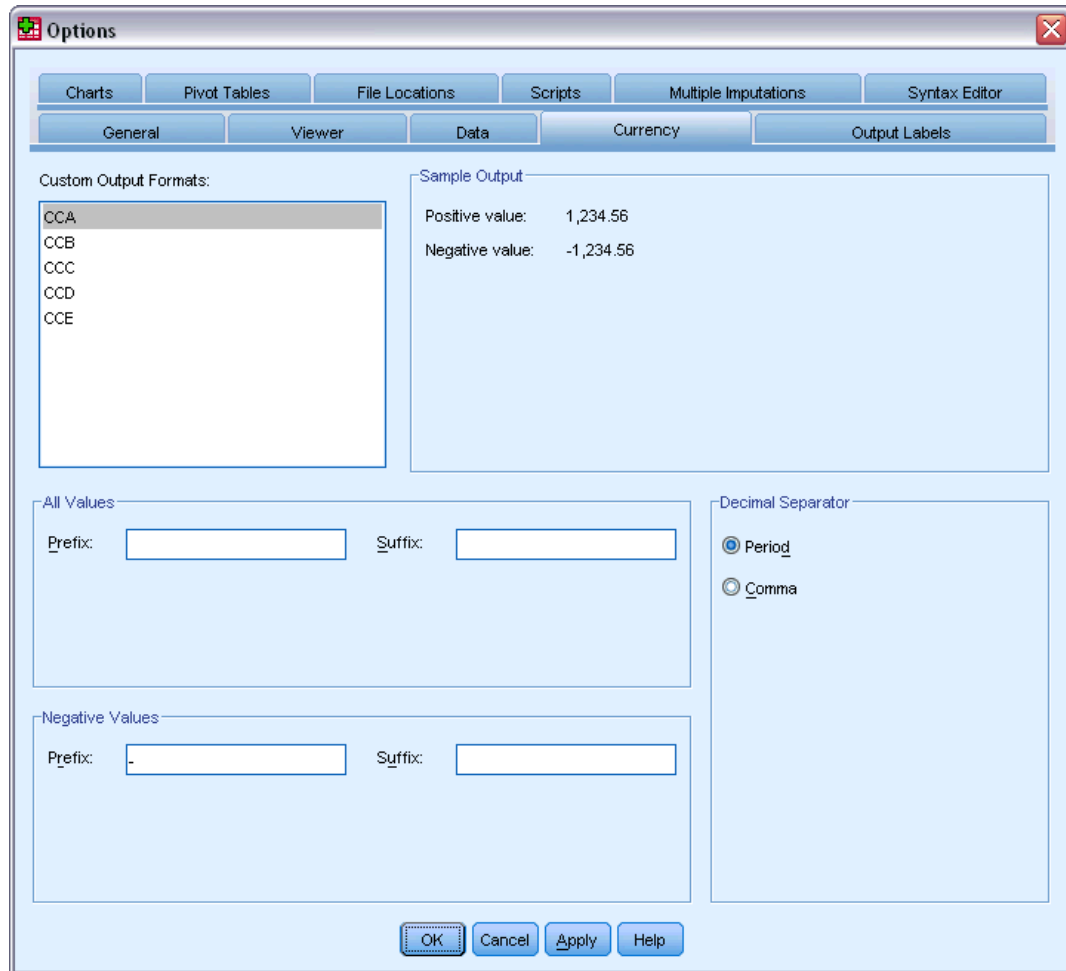 Options
Charts Pivot Tables File Locations Scripts Multiple Imputations Syntax Editor
General Viewer Data Currency Output Labels
Custom Output Formats:
CCA
CCB
CCC
CCD
CCE
Sample Output
Positive value: 1,234.56
Negative value: -1,234.56
All Values
Prefix: Suffix:
Decimal Separator
Period
Comma
Negative Values
Prefix: - Suffix:
OK Cancel Apply Help